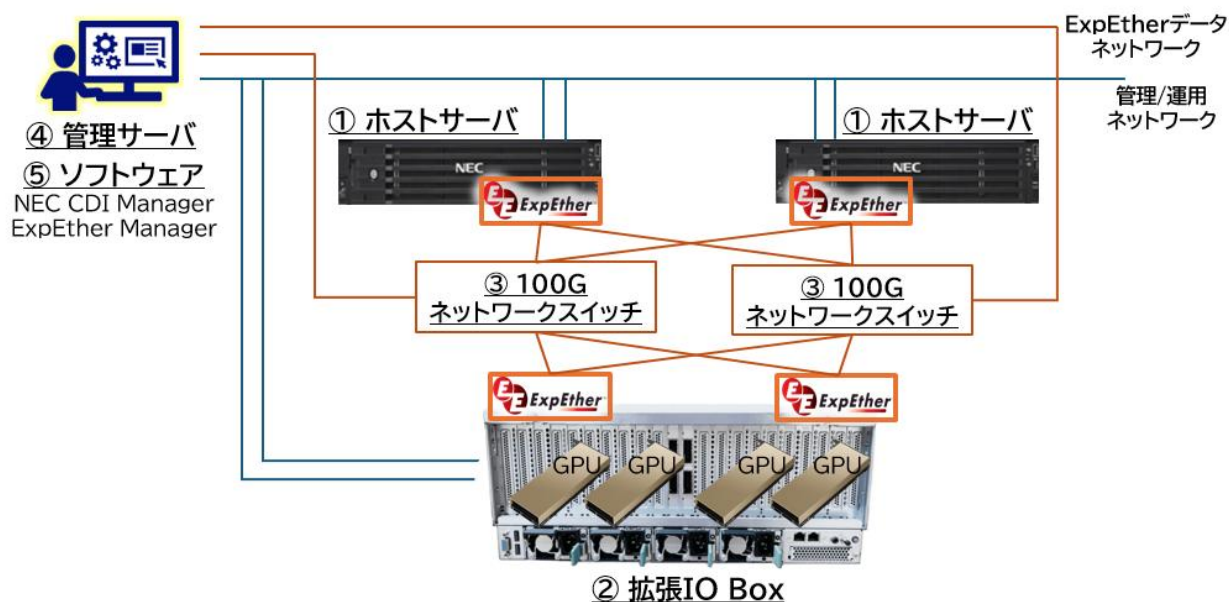 ExpEtherデータ
ネットワーク
管理/運用
ネットワーク
④ 管理サーバ
⑤ ソフトウェア
NEC CDI Manager
ExpEther Manager
① ホストサーバ
① ホストサーバ
NEC
NEC
EE ExpEther
EE ExpEther
③ 100G
ネットワークスイッチ
③ 100G
ネットワークスイッチ
EE ExpEther
EE ExpEther
GPU
GPU
GPU
GPU
② 拡張IO Box